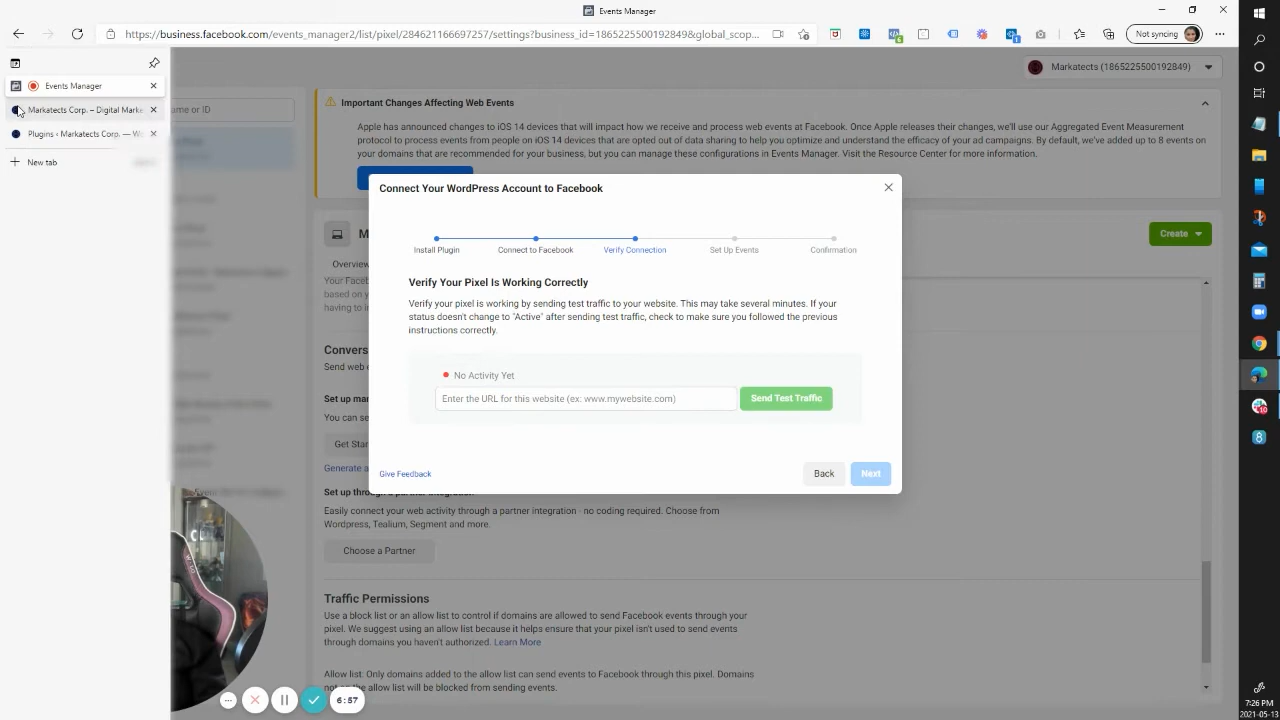 Events Manager
https://business.facebook.com/events_manager2/list/pixel/284621166697257/settings?business_id=1865225500192849&global_scop...
Not syncing
Events Manager
Markatects Corp. – Digital Marke
Plugins ‹ Markatects Corp. — Wo
New tab
ame or ID
Markatects (1865225500192849)
Important Changes Affecting Web Events
Apple has announced changes to iOS 14 devices that will impact how we receive and process web events at Facebook. Once Apple releases their changes, we'll use our Aggregated Event Measurement
protocol to process events from people on iOS 14 devices that are opted out of data sharing to help you optimize and understand the efficacy of your ad campaigns. By default, we've added up to 8 events on
your domains that are recommended for your business, but you can manage these configurations in Events Manager. Visit the Resource Center for more information.
Connect Your WordPress Account to Facebook
Install Plugin
Connect to Facebook
Verify Connection
Set Up Events
Confirmation
Create
M
Overview
Your Faceb
based on y
having to i
Verify Your Pixel Is Working Correctly
Verify your pixel is working by sending test traffic to your website. This may take several minutes. If your
status doesn't change to "Active" after sending test traffic, check to make sure you followed the previous
instructions correctly.
Convers
Send web e
No Activity Yet
Enter the URL for this website (ex: www.mywebsite.com)
Send Test Traffic
Set up man
You can se
Get Star
Generate a
Give Feedback
Back
Next
Set up through a partner integration
Easily connect your web activity through a partner integration - no coding required. Choose from
Wordpress, Tealium, Segment and more.
Choose a Partner
Traffic Permissions
Use a block list or an allow list to control if domains are allowed to send Facebook events through your
pixel. We suggest using an allow list because it helps ensure that your pixel isn't used to send events
through domains you haven't authorized. Learn More
Allow list: Only domains added to the allow list can send events to Facebook through this pixel. Domains
not on the allow list will be blocked from sending events.
6:57
7:26 PM
2021-05-13